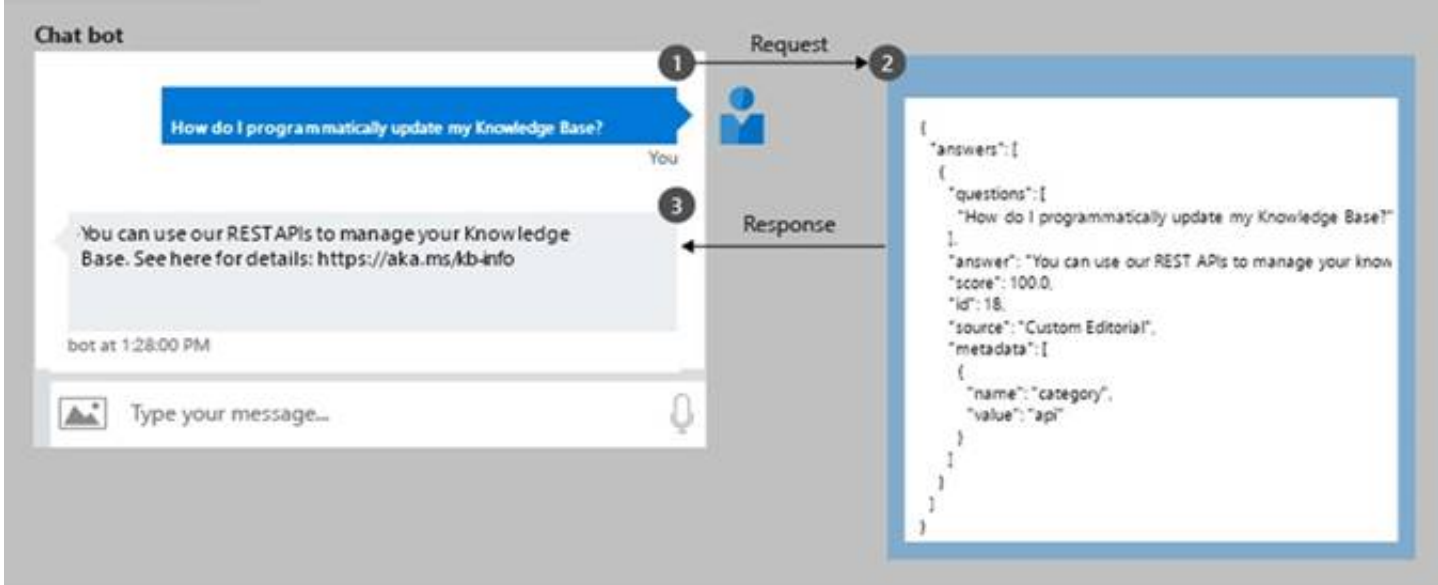 Chat bot
1
Request
2
How do I programmatically update my Knowledge Base?
You
3
Response
You can use our REST APIs to manage your Knowledge
Base. See here for details: https://aka.ms/kb-info
bot at 1:28:00 PM
Type your message...
{
"answers": [
{
"questions": [
"How do I programmatically update my Knowledge Base?"
],
"answer": "You can use our REST APIs to manage your know
"score": 100.0,
"id": 18,
"source": "Custom Editorial",
"metadata": [
{
"name": "category",
"value": "api"
}
]
}
]
}